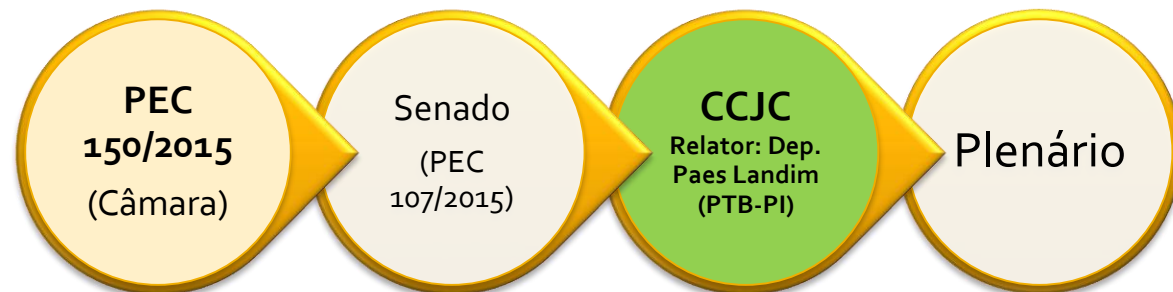 PEC
150/2015
(Câmara)
Senado
(PEC
107/2015)
CCJC
Relator: Dep.
Paes Landim
(PTB-PI)
Plenário